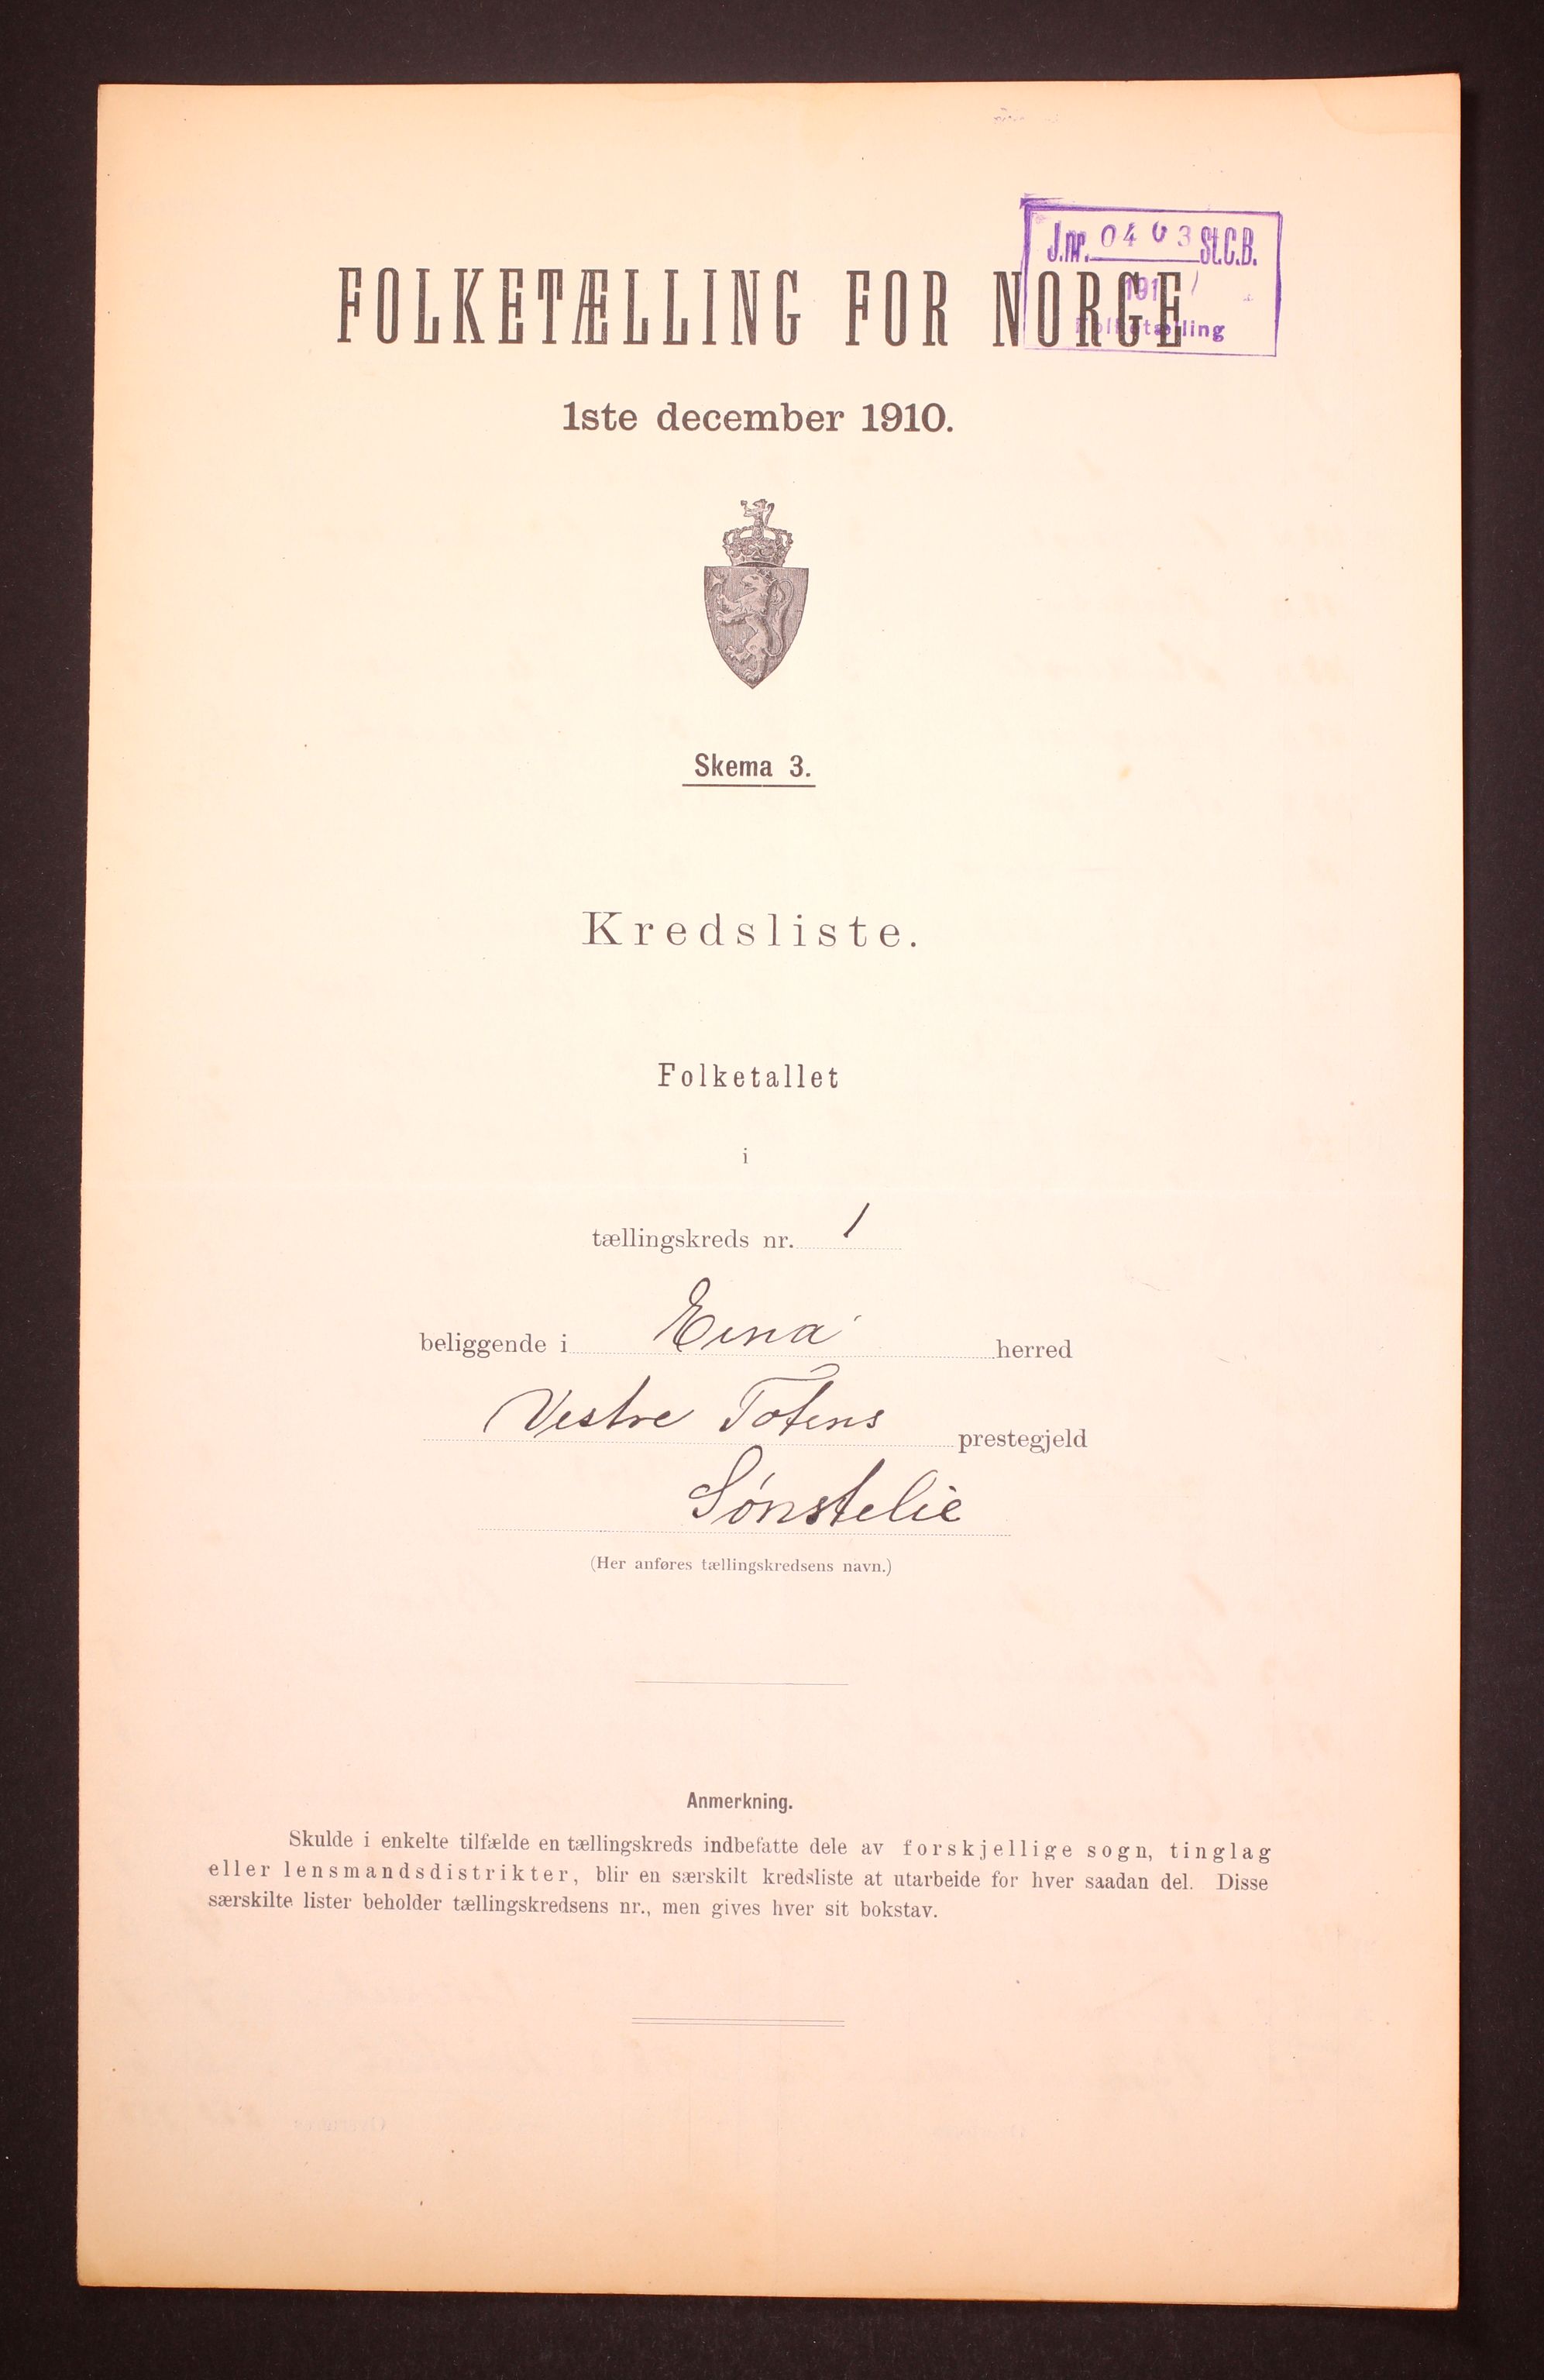 J.nr. 0403 St.C.B.
191
Folketælling
FOLKETÆLLING FOR NORGE
1ste december 1910.
Skema 3.
Kredsliste.
Folketallet
i
tællingskreds nr. 1
beliggende i Eina herred
Vestre Totens prestegjeld
Sønstelie
(Her anføres tællingskredsens navn.)
Anmerkning.
Skulde i enkelte tilfælde en tællingskreds indbefatte dele av forskjellige sogn, tinglag
eller lensmandsdistrikter, blir en særskilt kredsliste at utarbeide for hver saadan del. Disse
særskilte lister beholder tællingskredsens nr., men gives hver sit bokstav.